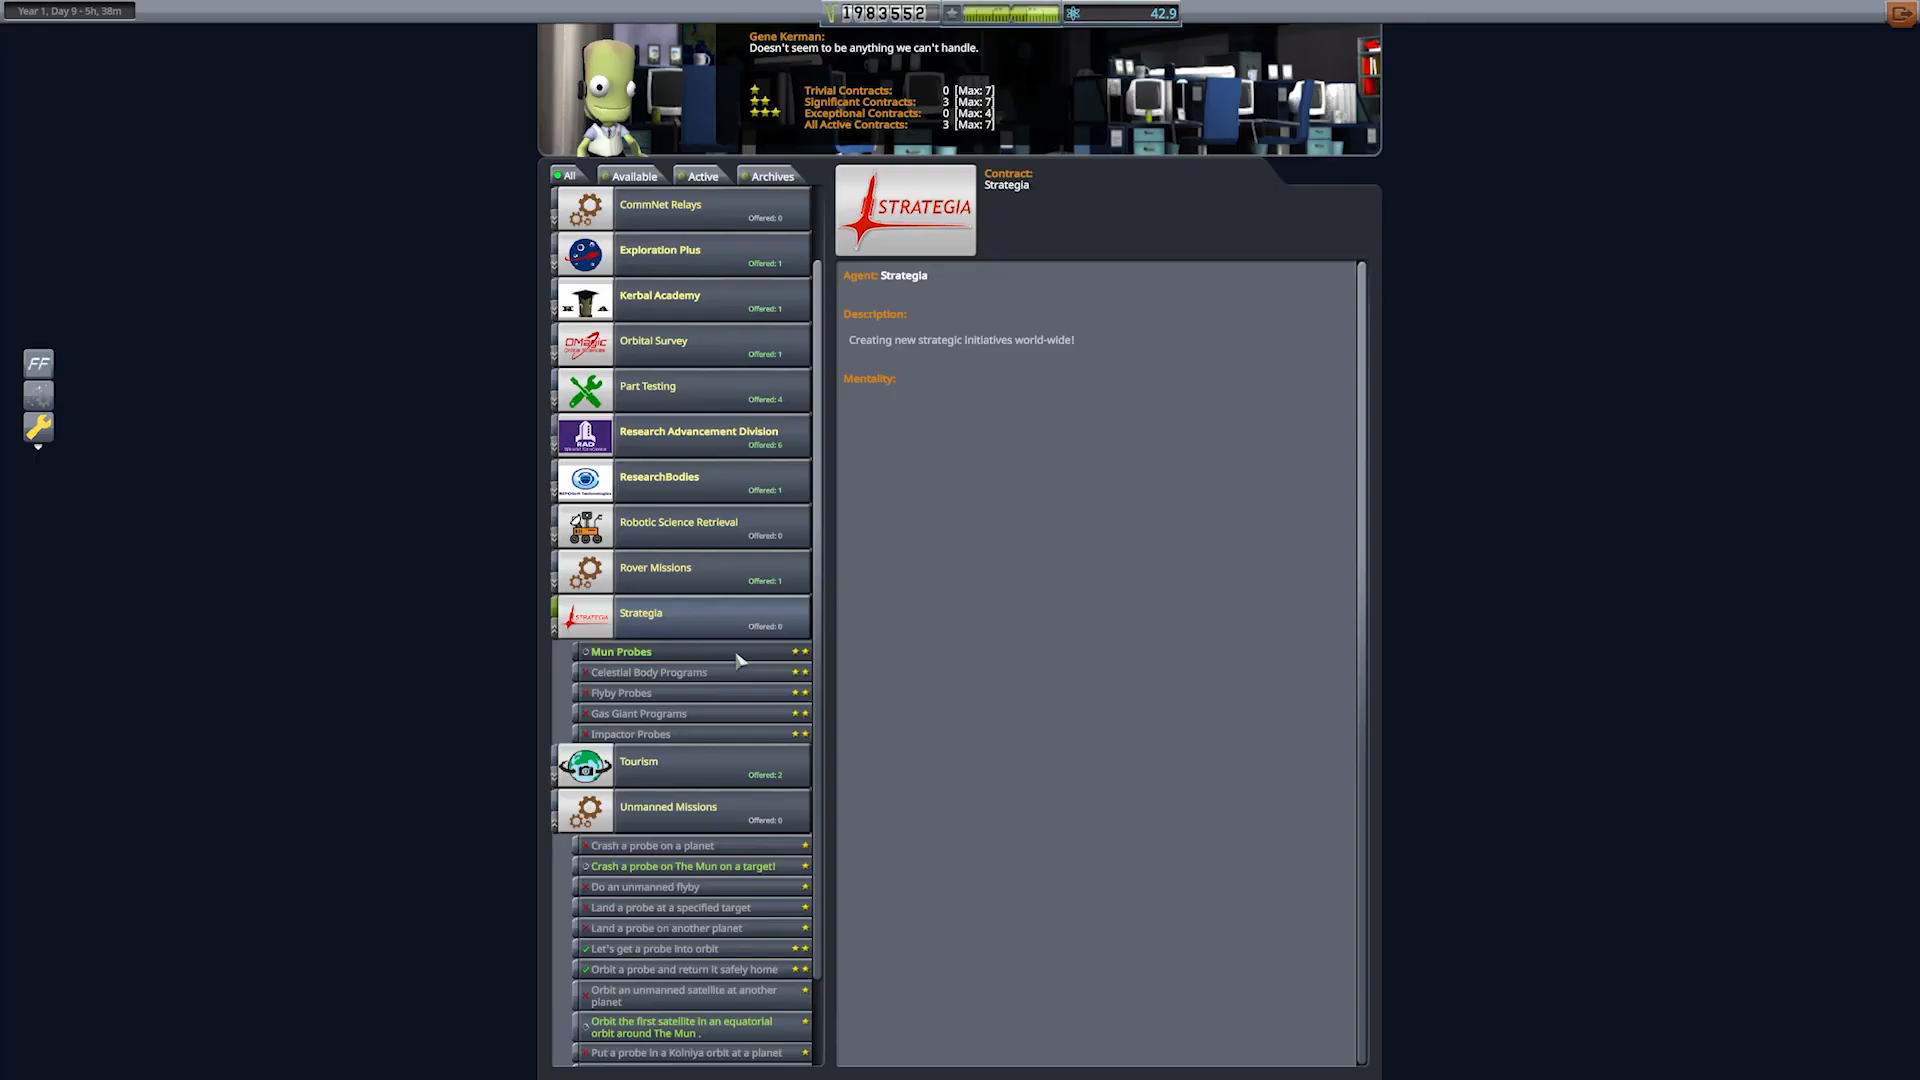 Year 1, Day 9 - 5h, 38m
1983552
42.9
Gene Kerman:
Doesn't seem to be anything we can't handle.
Trivial Contracts: 0 [Max: 7]
Significant Contracts: 3 [Max: 7]
Exceptional Contracts: 0 [Max: 4]
All Active Contracts: 3 [Max: 7]
All
Available
Active
Archives
CommNet Relays
Offered: 0
Exploration Plus
Offered: 1
K A
Kerbal Academy
Offered: 1
DMagic
Orbital Survey
Offered: 1
Part Testing
Offered: 4
RAD
Research Advancement Division
Offered: 6
ResearchBodies
Offered: 1
Robotic Science Retrieval
Offered: 0
Rover Missions
Offered: 1
STRATEGIA
Strategia
Offered: 0
Mun Probes
Celestial Body Programs
Flyby Probes
Gas Giant Programs
Impactor Probes
Tourism
Offered: 2
Unmanned Missions
Offered: 0
Crash a probe on a planet
Crash a probe on The Mun on a target!
Do an unmanned flyby
Land a probe at a specified target
Land a probe on another planet
Let's get a probe into orbit
Orbit a probe and return it safely home
Orbit an unmanned satellite at another
planet
Orbit the first satellite in an equatorial
orbit around The Mun .
Put a probe in a Kolniya orbit at a planet
STRATEGIA
Contract:
Strategia
Agent: Strategia
Description:
Creating new strategic initiatives world-wide!
Mentality:
FF